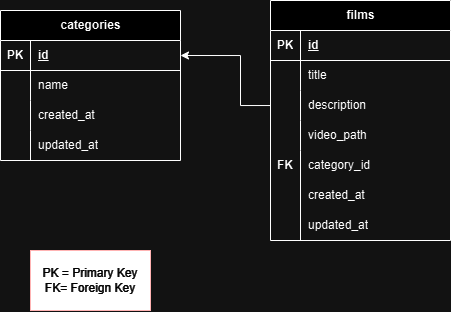 categories
PK id
name
created_at
updated_at
films
PK id
title
description
video_path
FK category_id
created_at
updated_at
PK = Primary Key
FK= Foreign Key